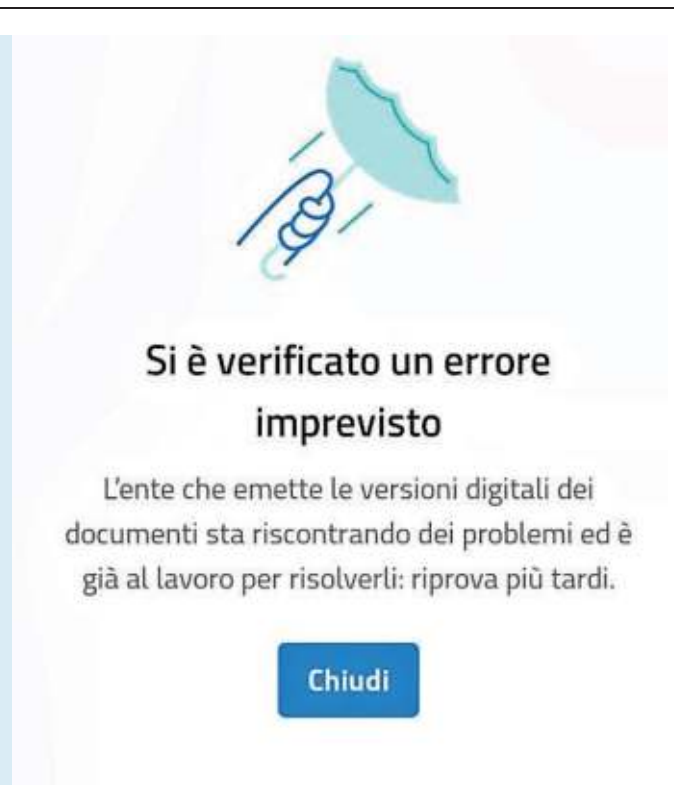 Si è verificato un errore
imprevisto
L'ente che emette le versioni digitali dei
documenti sta riscontrando dei problemi ed è
già al lavoro per risolverli: riprova più tardi.
Chiudi